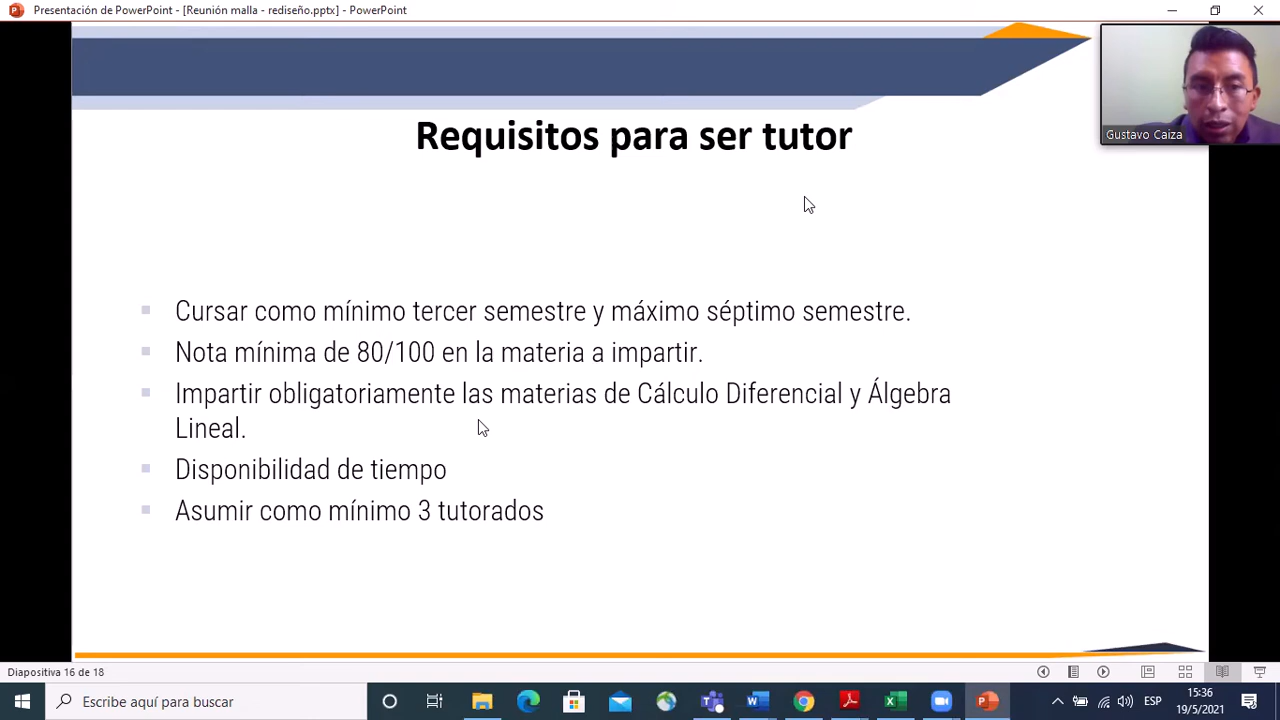 Presentación de PowerPoint - [Reunión malla - rediseño.pptx] - PowerPoint
Gustavo Caiza
Requisitos para ser tutor
Cursar como mínimo tercer semestre y máximo séptimo semestre.
Nota mínima de 80/100 en la materia a impartir.
Impartir obligatoriamente las materias de Cálculo Diferencial y Álgebra
Lineal.
Disponibilidad de tiempo
Asumir como mínimo 3 tutorados
Diapositiva 16 de 18
Escribe aquí para buscar
ESP
15:36
19/5/2021